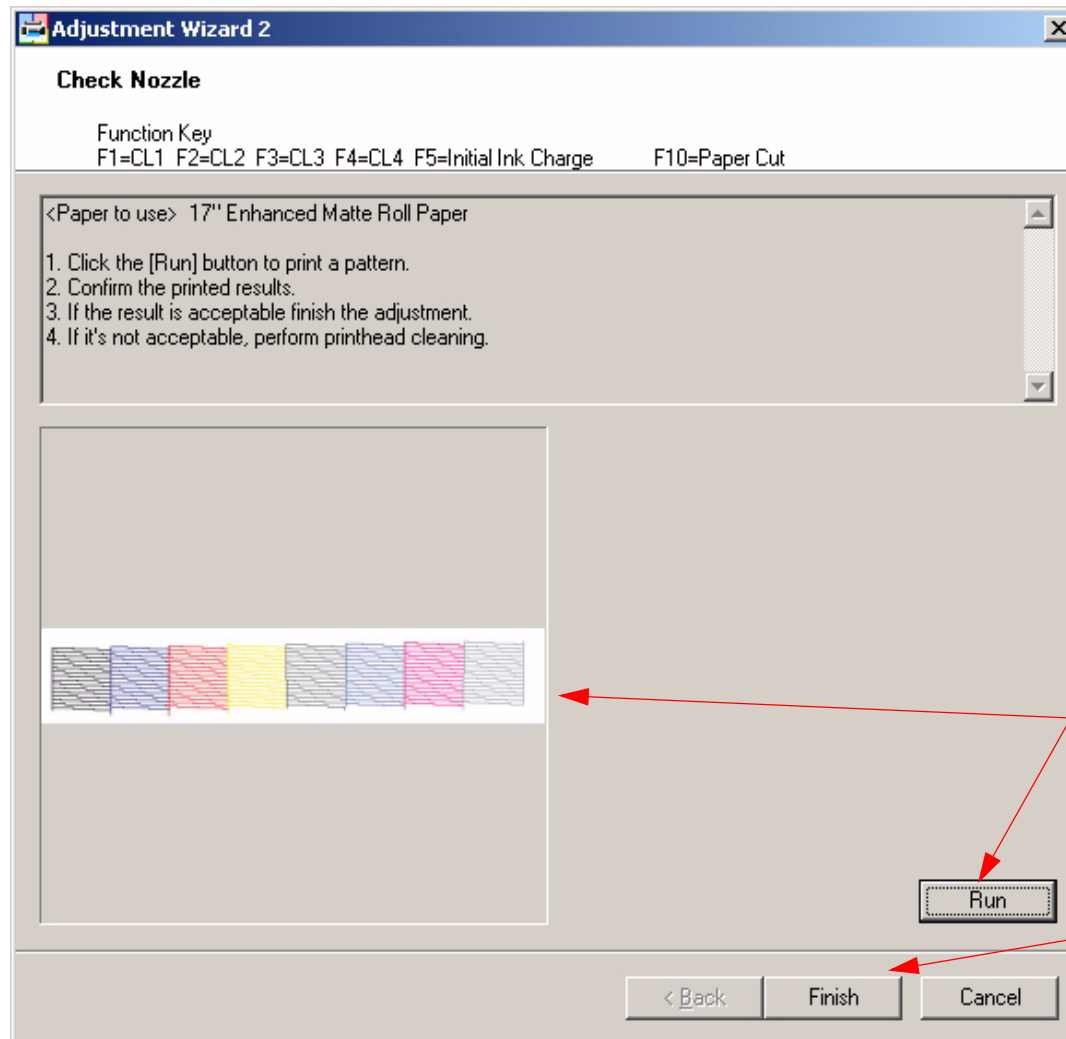 Adjustment Wizard 2
Check Nozzle
Function Key
F1=CL1 F2=CL2 F3=CL3 F4=CL4 F5=Initial Ink Charge F10=Paper Cut
<Paper to use> 17" Enhanced Matte Roll Paper
1. Click the [Run] button to print a pattern.
2. Confirm the printed results.
3. If the result is acceptable finish the adjustment.
4. If it's not acceptable, perform printhead cleaning.
Run
< Back Finish Cancel